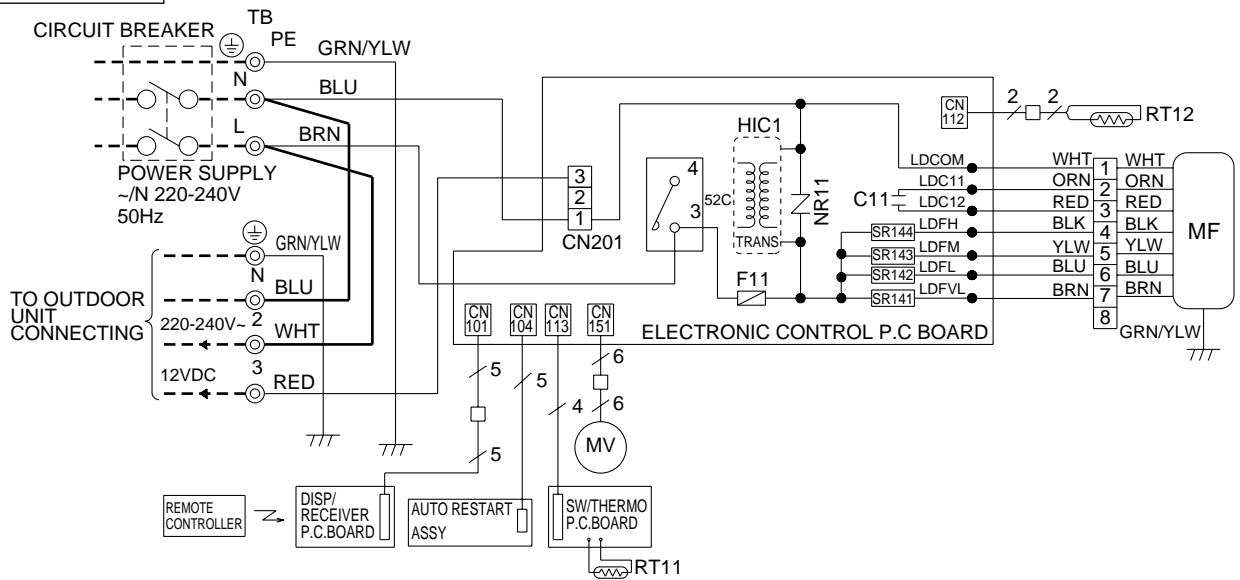 CIRCUIT BREAKER
TB
PE
GRN/YLW
N
BLU
L
BRN
POWER SUPPLY
~/N 220-240V
50Hz
GRN/YLW
N
BLU
TO OUTDOOR
UNIT
CONNECTING
220-240V~
2
WHT
12VDC
3
RED
3
2
1
CN201
4
3
52C
HIC1
TRANS
NR11
F11
CN
112
2
2
RT12
C11
LDCOM
LDC11
LDC12
SR144
LDFH
SR143
LDFM
SR142
LDFL
SR141
LDFVL
WHT 1 WHT
ORN 2 ORN
RED 3 RED
BLK 4 BLK
YLW 5 YLW
BLU 6 BLU
BRN 7 BRN
8
MF
GRN/YLW
CN
101
CN
104
CN
113
CN
151
ELECTRONIC CONTROL P.C BOARD
5
5
4
6
6
5
MV
REMOTE
CONTROLLER
DISP/
RECEIVER
P.C.BOARD
AUTO RESTART
ASSY
SW/THERMO
P.C.BOARD
RT11